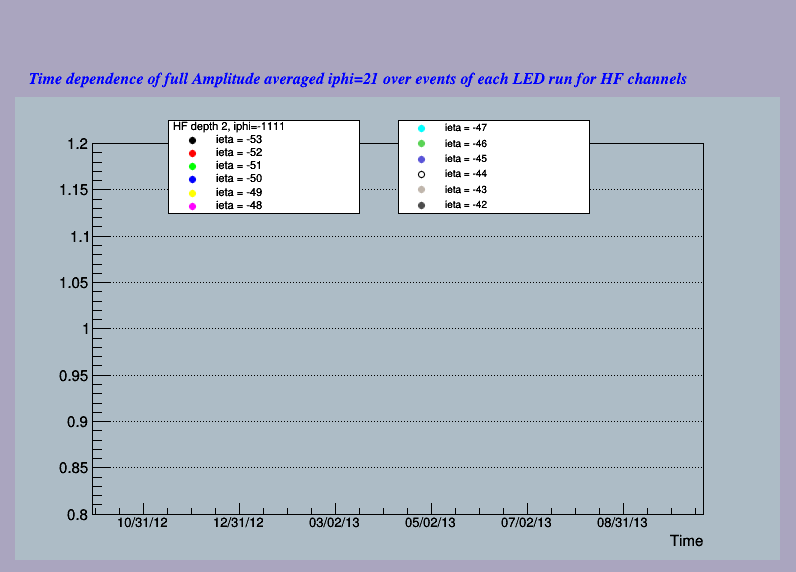 Time dependence of full Amplitude averaged iphi=21 over events of each LED run for HF channels
HF depth 2, iphi=-1111
ieta = -53
ieta = -52
ieta = -51
ieta = -50
ieta = -49
ieta = -48
ieta = -47
ieta = -46
ieta = -45
ieta = -44
ieta = -43
ieta = -42
1.2
1.15
1.1
1.05
1
0.95
0.9
0.85
0.8
10/31/12 12/31/12 03/02/13 05/02/13 07/02/13 08/31/13
Time